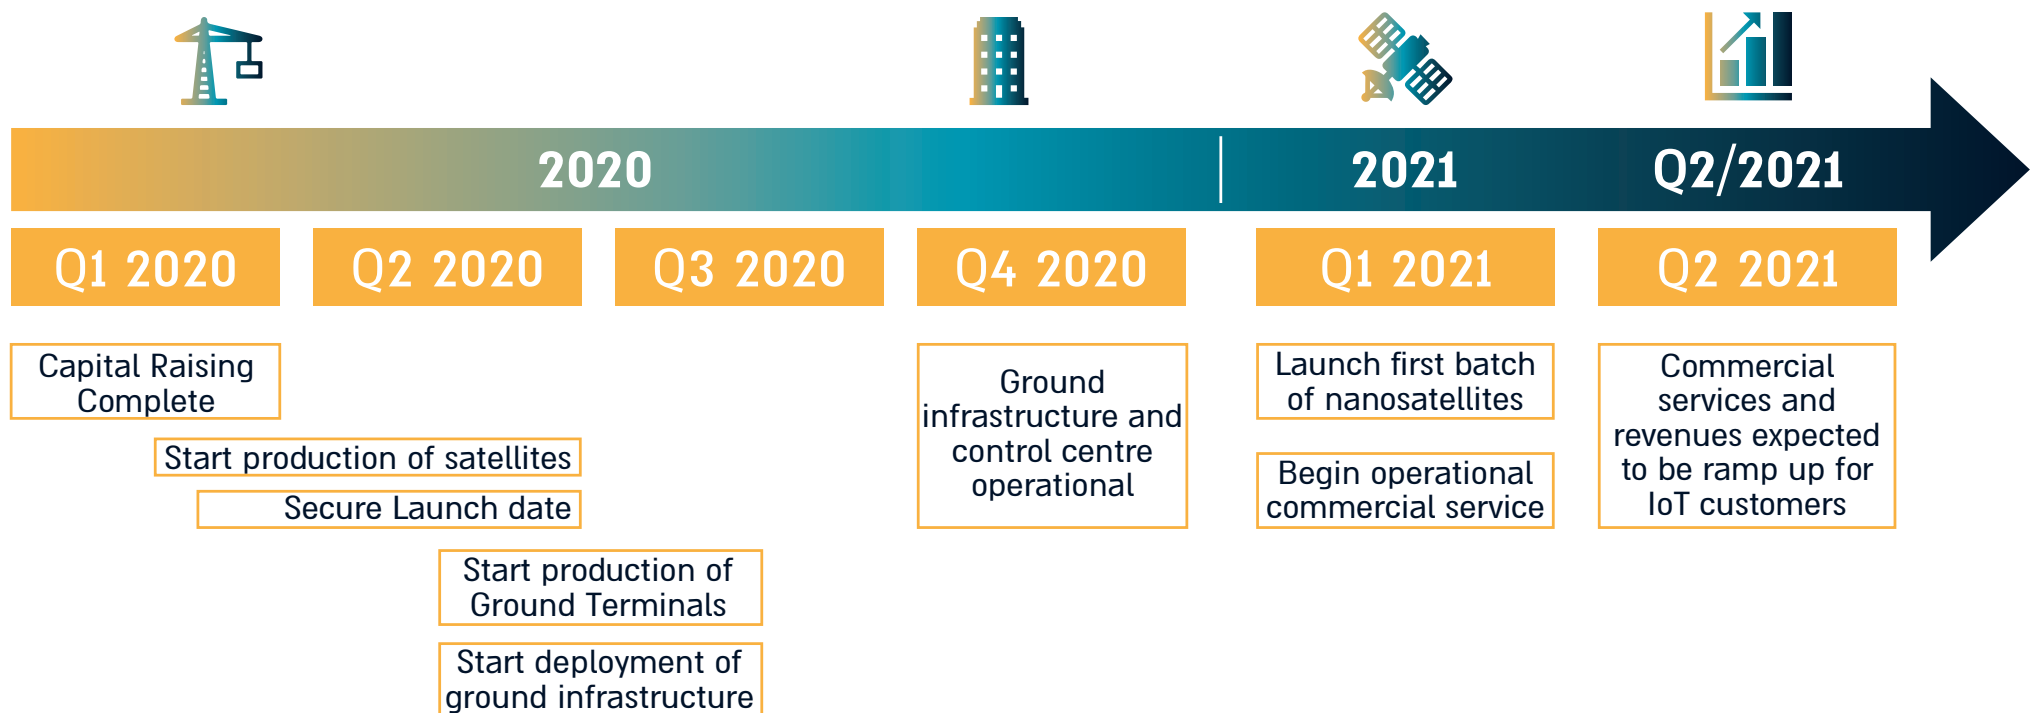 2020
2021
Q2/2021
Q1 2020
Q2 2020
Q3 2020
Q4 2020
Q1 2021
Q2 2021
Capital Raising
Complete
Start production of satellites
Secure Launch date
Start production of
Ground Terminals
Start deployment of
ground infrastructure
Ground
infrastructure and
control centre
operational
Launch first batch
of nanosatellites
Begin operational
commercial service
Commercial
services and
revenues expected
to be ramp up for
IoT customers